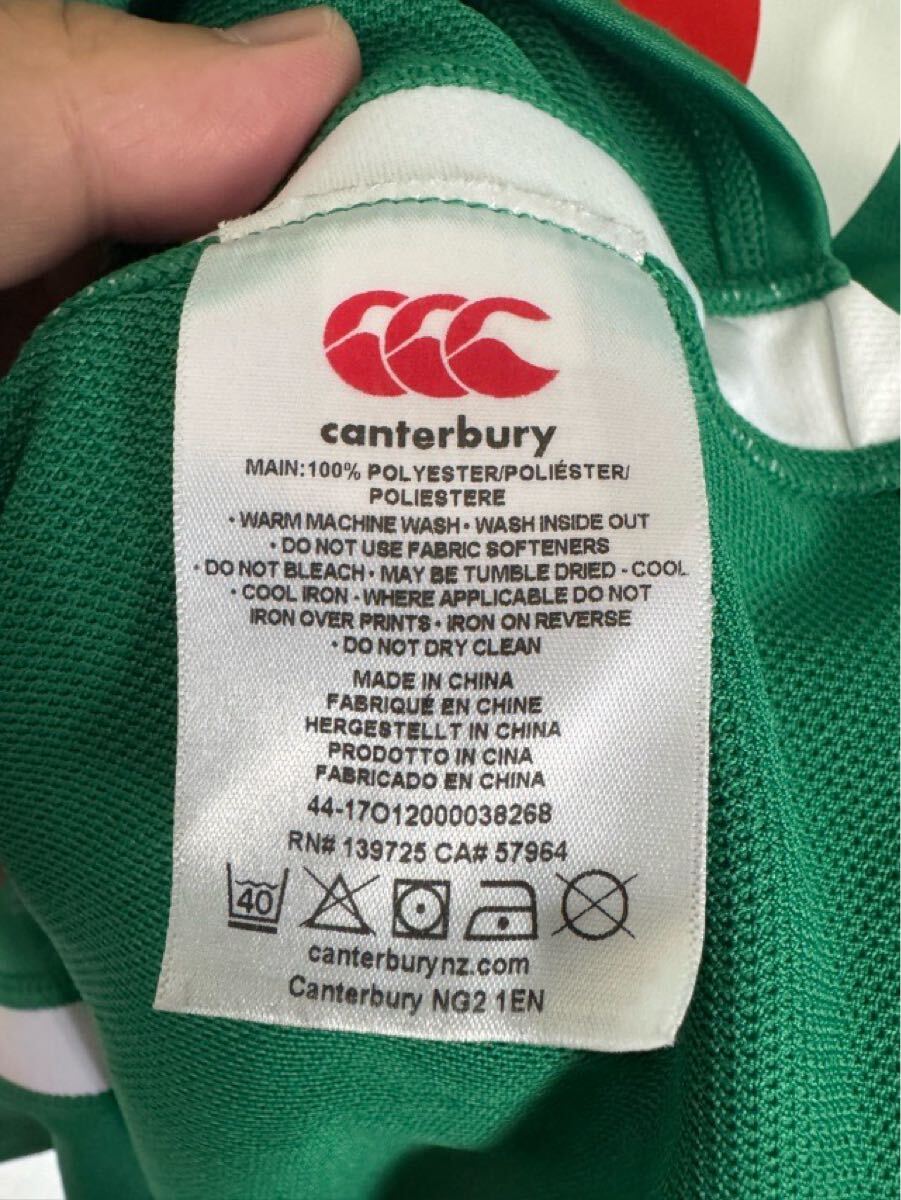 canterbury
MAIN:100% POLYESTER/POLIÉSTER/
POLIESTERE
• WARM MACHINE WASH • WASH INSIDE OUT
• DO NOT USE FABRIC SOFTENERS
• DO NOT BLEACH • MAY BE TUMBLE DRIED - COOL
• COOL IRON - WHERE APPLICABLE DO NOT
IRON OVER PRINTS • IRON ON REVERSE
• DO NOT DRY CLEAN
MADE IN CHINA
FABRIQUÉ EN CHINE
HERGESTELLT IN CHINA
PRODOTTO IN CINA
FABRICADO EN CHINA
44-17O12000038268
RN# 139725 CA# 57964
40
canterburynz.com
Canterbury NG2 1EN